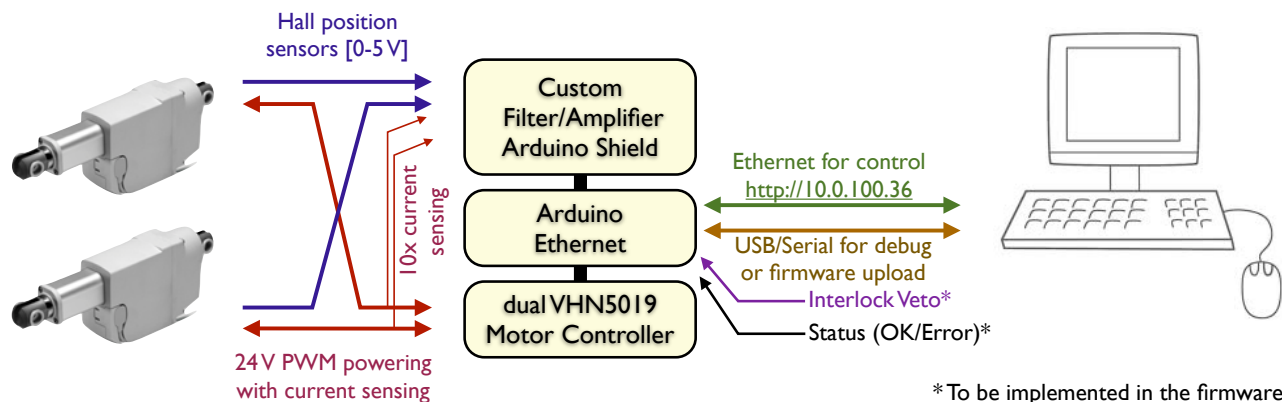 Hall position
sensors [0-5 V]
10x current
sensing
24 V PWM powering
with current sensing
Custom
Filter/Amplifier
Arduino Shield
Arduino
Ethernet
dual VHN5019
Motor Controller
Ethernet for control
http://10.0.100.36
USB/Serial for debug
or firmware upload
Interlock Veto*
Status (OK/Error)*
* To be implemented in the firmware